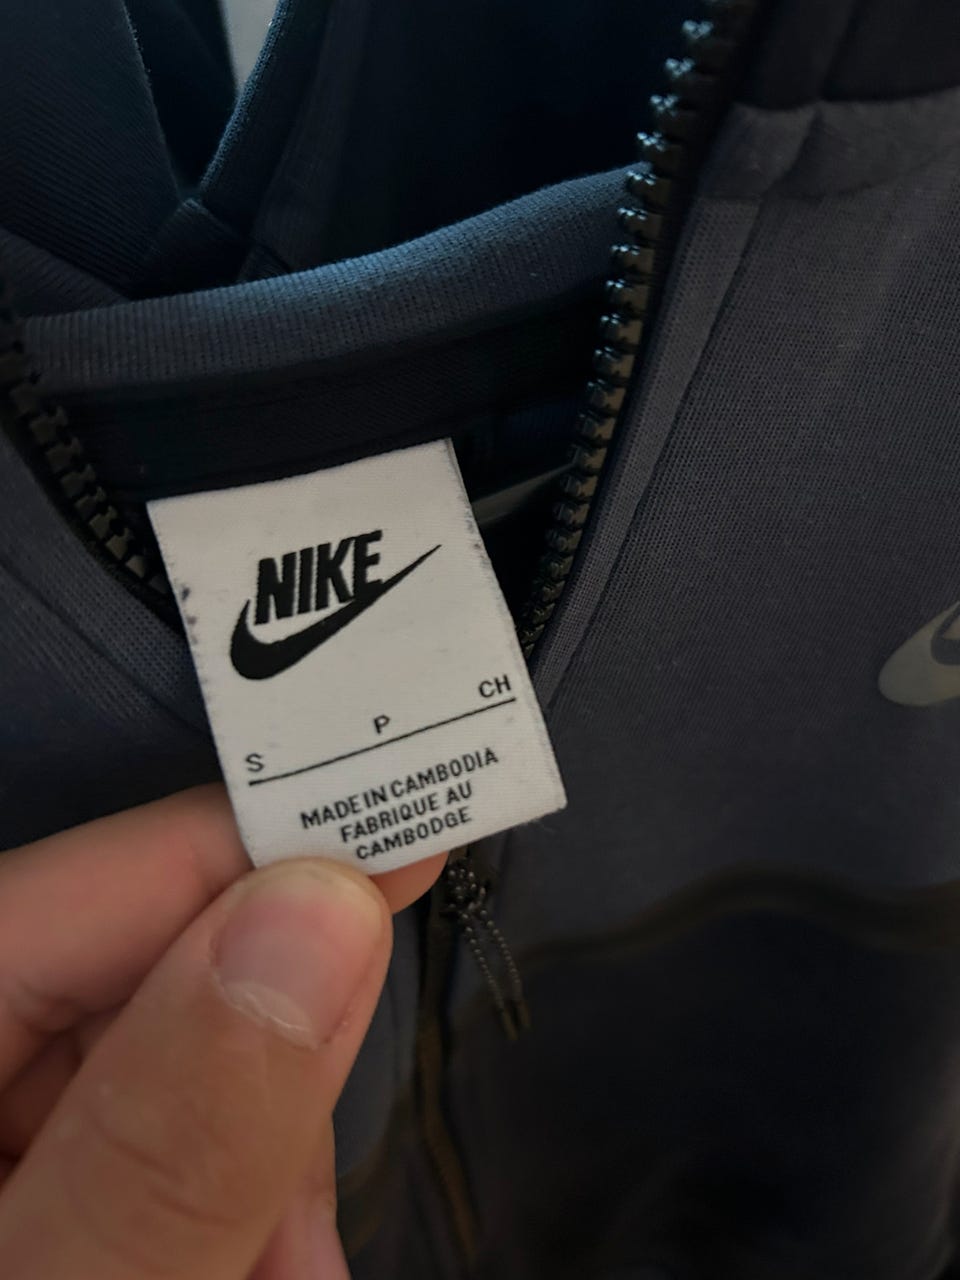 NIKE
S P CH
MADE IN CAMBODIA
FABRIQUE AU
CAMBODGE